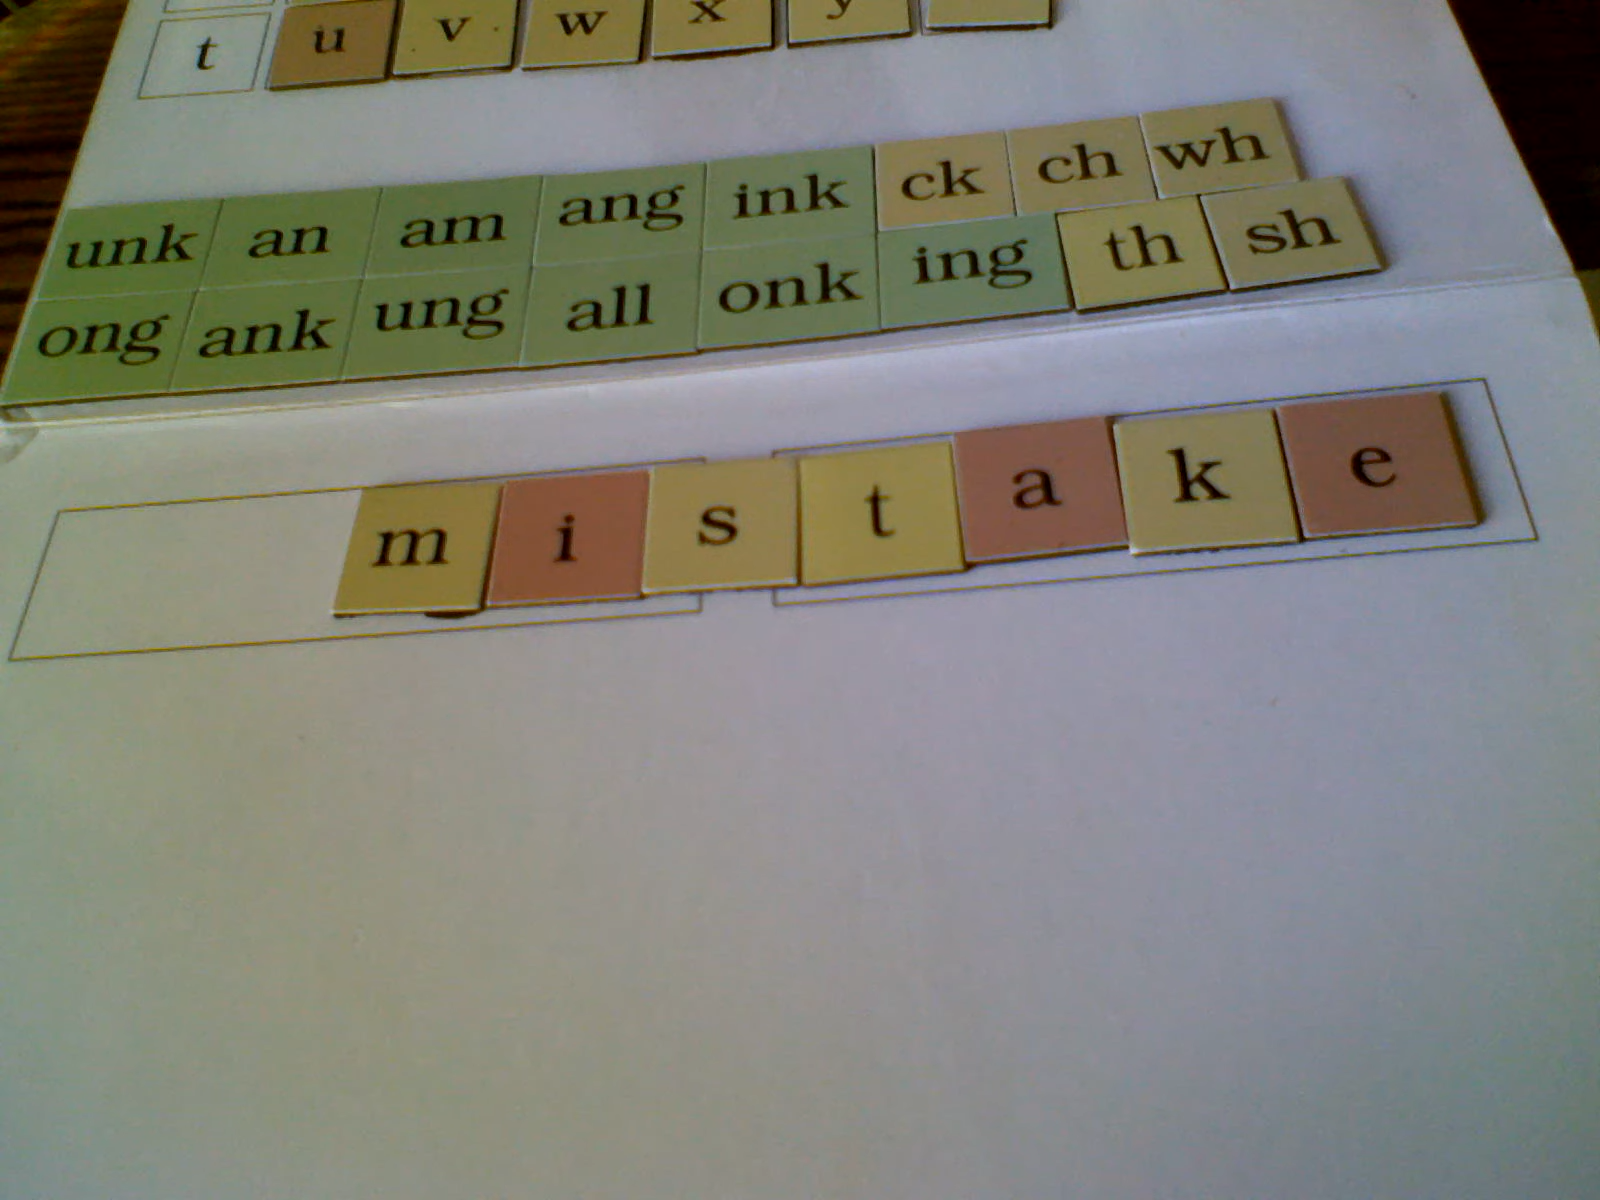 t u v w x y
unk an am ang ink ck ch wh
ong ank ung all onk ing th sh
m i s t a k e